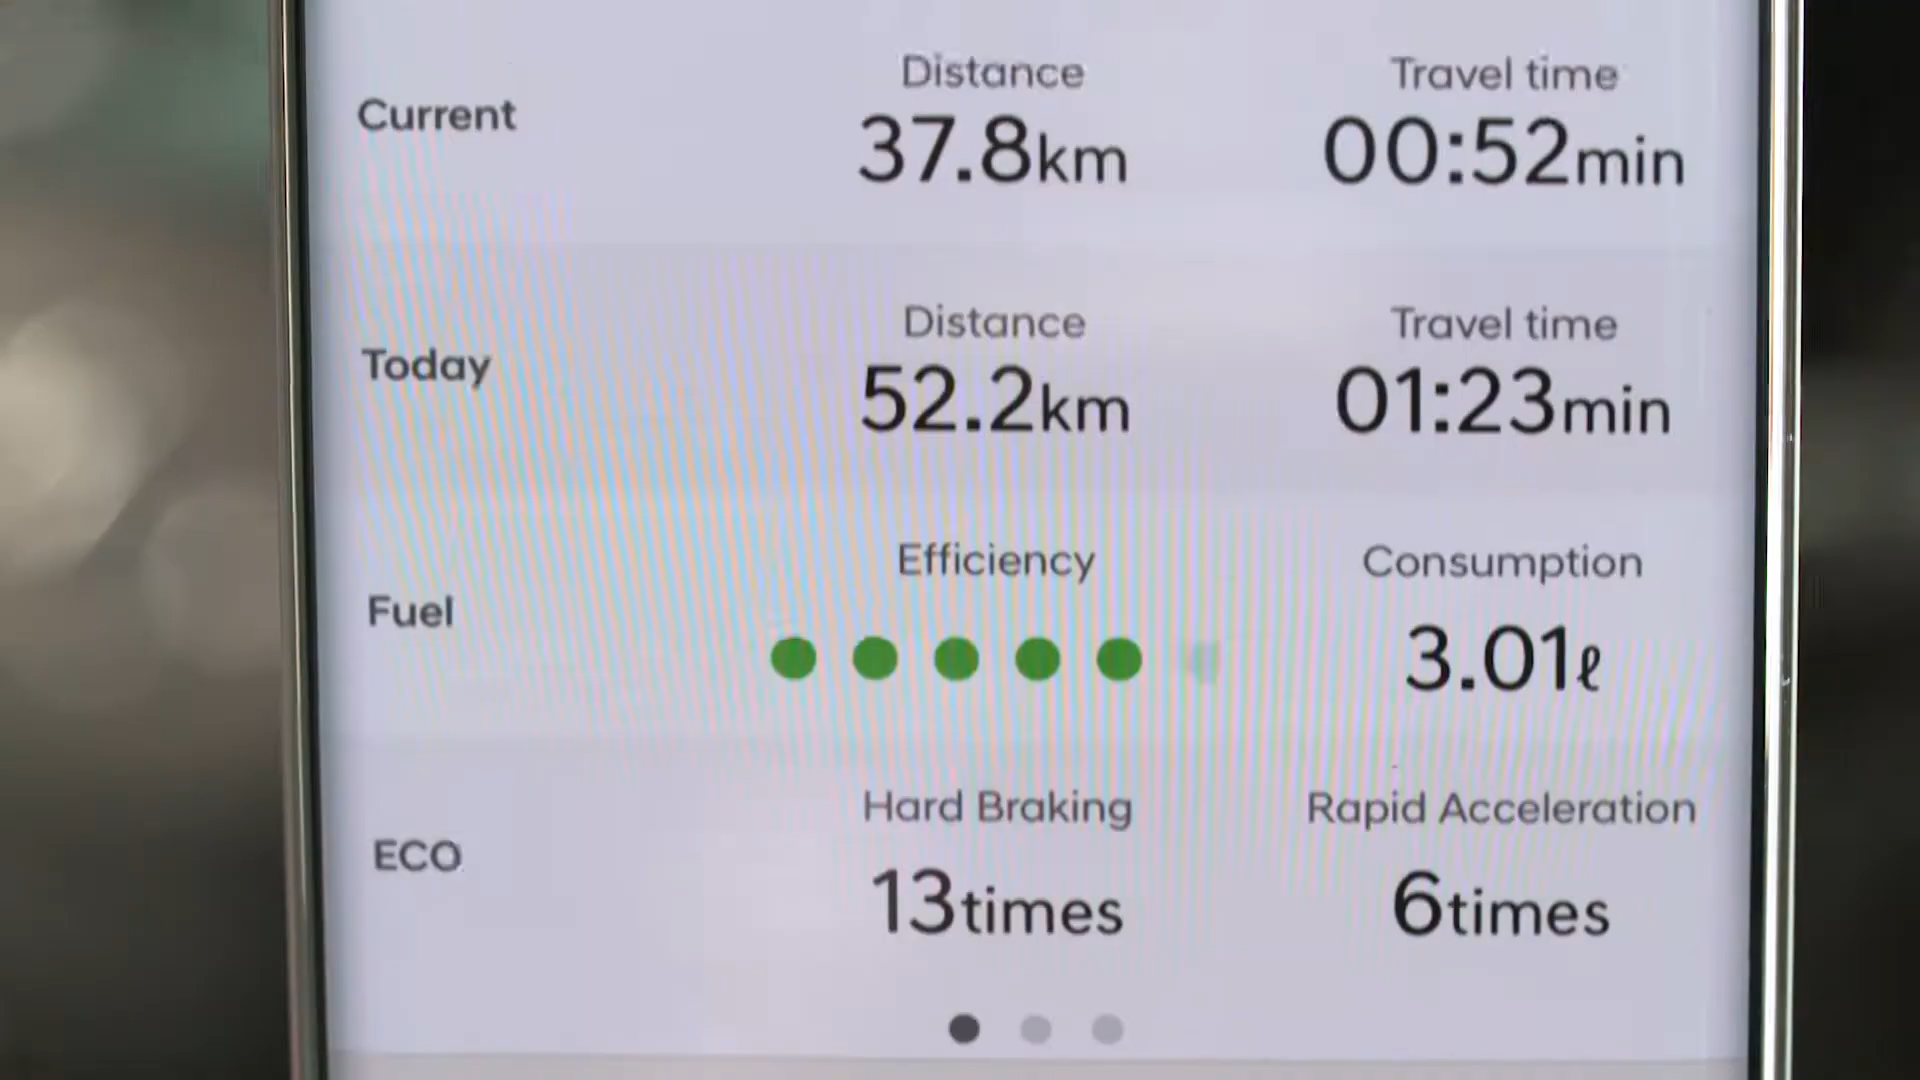 Distance Travel time
Current 37.8km 00:52min
Distance Travel time
Today 52.2km 01:23min
Efficiency Consumption
Fuel 3.01ℓ
Hard Braking Rapid Acceleration
ECO 13times 6times